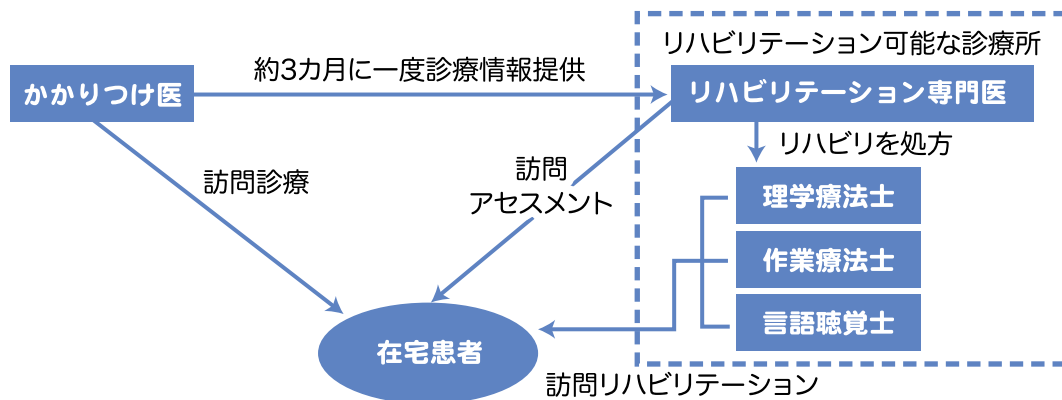 リハビリテーション可能な診療所
約3カ月に一度診療情報提供
かかりつけ医
リハビリテーション専門医
リハビリを処方
訪問診療
訪問
アセスメント
理学療法士
作業療法士
言語聴覚士
在宅患者
訪問リハビリテーション